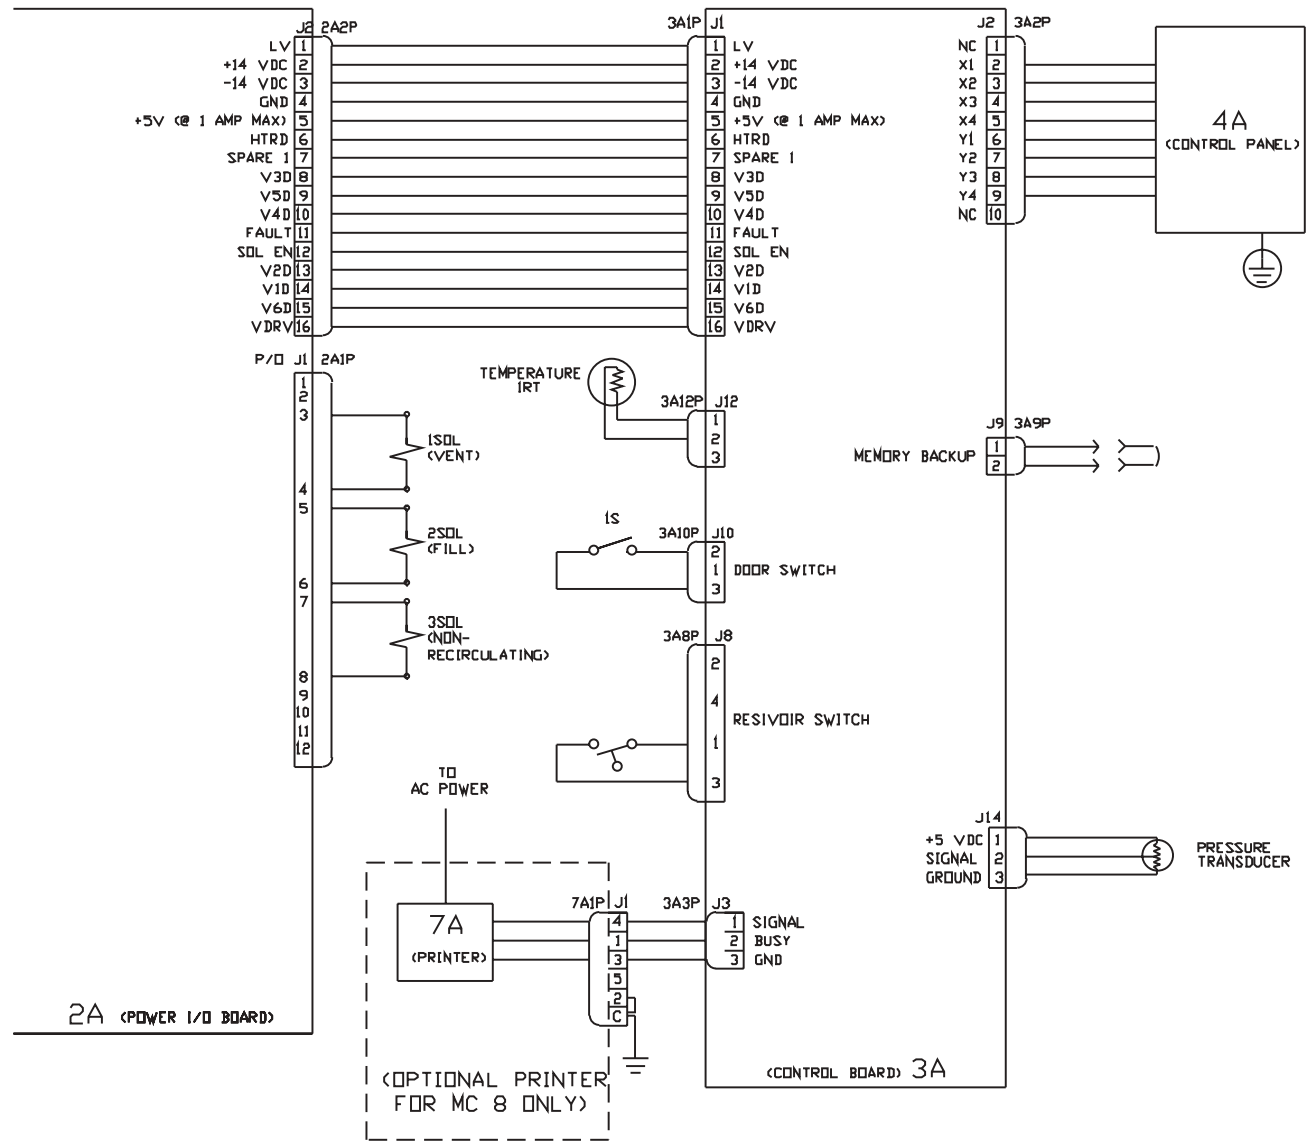 J2 2A2P
LV 1
+14 VDC 2
-14 VDC 3
GND 4
+5V (@ 1 AMP MAX) 5
HTRD 6
SPARE 1 7
V3D 8
V5D 9
V4D 10
FAULT 11
SOL EN 12
V2D 13
V1D 14
V6D 15
VDRV 16
P/O J1 2A1P
1
2
3
4
5
6
7
8
9
10
11
12
1SOL
(VENT)
2SOL
(FILL)
3SOL
(NON-
RECIRCULATING)
2A (POWER I/O BOARD)
3A1P J1
1 LV
2 +14 VDC
3 -14 VDC
4 GND
5 +5V (@ 1 AMP MAX)
6 HTRD
7 SPARE 1
8 V3D
9 V5D
10 V4D
11 FAULT
12 SOL EN
13 V2D
14 V1D
15 V6D
16 VDRV
TEMPERATURE
1RT
3A12P J12
1
2
3
1S
3A10P J10
2
1 DOOR SWITCH
3
3A8P J8
2
4
RESIVOIR SWITCH
1
3
TO
AC POWER
7A
(PRINTER)
7A1P J1
4
1
3
5
2
C
3A3P J3
1 SIGNAL
2 BUSY
3 GND
(OPTIONAL PRINTER
FOR MC 8 ONLY)
(CONTROL BOARD) 3A
J2 3A2P
NC 1
X1 2
X2 3
X3 4
X4 5
Y1 6
Y2 7
Y3 8
Y4 9
NC 10
4A
(CONTROL PANEL)
J9 3A9P
MEMORY BACKUP
1
2
J14
+5 VDC 1
SIGNAL 2
GROUND 3
PRESSURE
TRANSDUCER